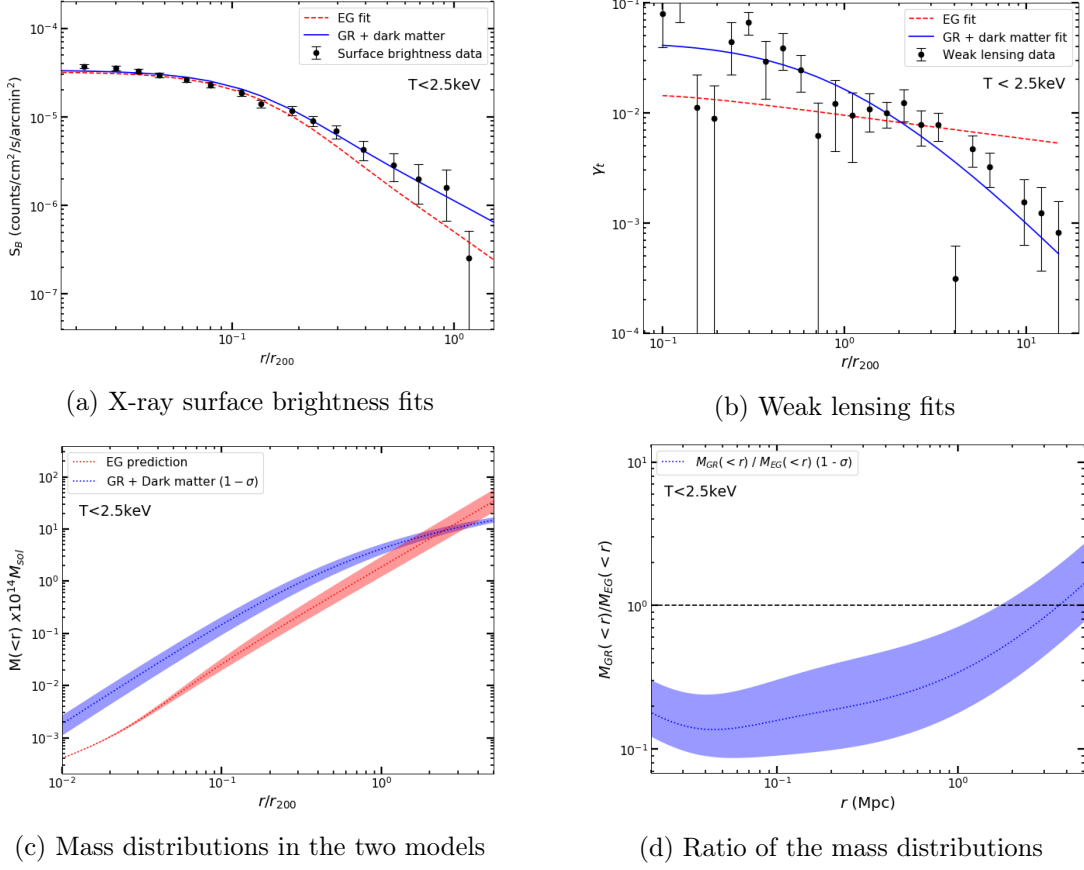 10⁻⁴
10⁻⁵
10⁻⁶
10⁻⁷
S_B (counts/cm²/s/arcmin²)
EG fit
GR + dark matter
Surface brightness data
T<2.5keV
10⁻¹
10⁰
r/r₂₀₀
(a) X-ray surface brightness fits
10⁻¹
10⁻²
10⁻³
10⁻⁴
γ_t
EG fit
GR + dark matter fit
Weak lensing data
T < 2.5keV
10⁻¹
10⁰
10¹
r/r₂₀₀
(b) Weak lensing fits
10²
10¹
10⁰
10⁻¹
10⁻²
10⁻³
M(<r) x10¹⁴M_sol
EG prediction
GR + Dark matter (1 − σ)
T<2.5keV
10⁻²
10⁻¹
10⁰
r/r₂₀₀
(c) Mass distributions in the two models
10¹
10⁰
10⁻¹
M_GR(<r)/M_EG(<r)
M_GR(<r) / M_EG(<r) (1 - σ)
T<2.5keV
10⁻¹
10⁰
r (Mpc)
(d) Ratio of the mass distributions